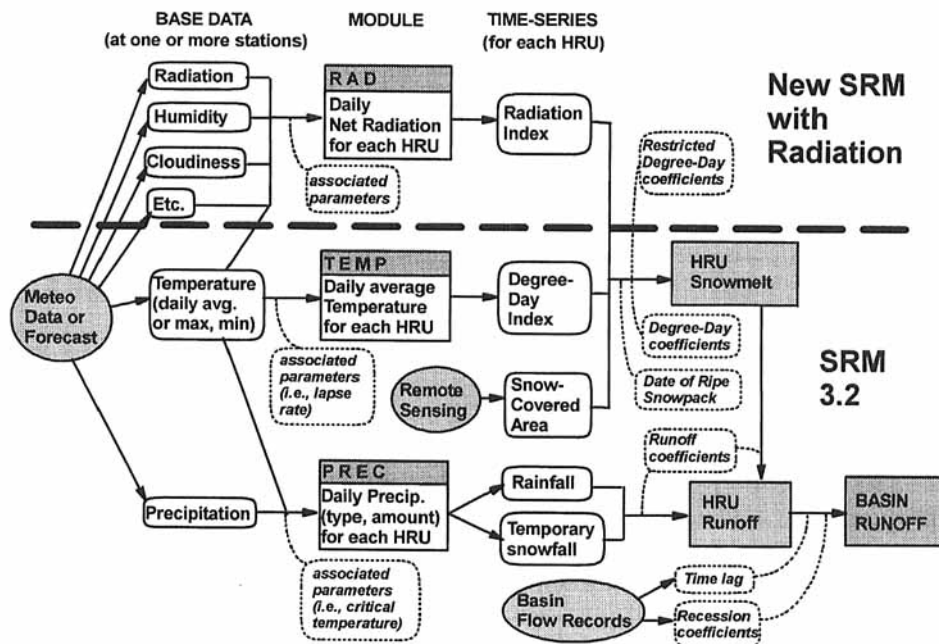 BASE DATA
(at one or more stations)
MODULE
TIME-SERIES
(for each HRU)
Radiation
Humidity
Cloudiness
Etc.
RAD
Daily
Net Radiation
for each HRU
associated
parameters
Radiation
Index
Restricted
Degree-Day
coefficients
New SRM
with
Radiation
Meteo
Data or
Forecast
Temperature
(daily avg.
or max, min)
TEMP
Daily average
Temperature
for each HRU
associated
parameters
(i.e., lapse
rate)
Degree-
Day
Index
Remote
Sensing
Snow-
Covered
Area
HRU
Snowmelt
Degree-Day
coefficients
Date of Ripe
Snowpack
SRM
3.2
Precipitation
PREC
Daily Precip.
(type, amount)
for each HRU
associated
parameters
(i.e., critical
temperature)
Rainfall
Temporary
snowfall
Runoff
coefficients
HRU
Runoff
BASIN
RUNOFF
Basin
Flow Records
Time lag
Recession
coefficients